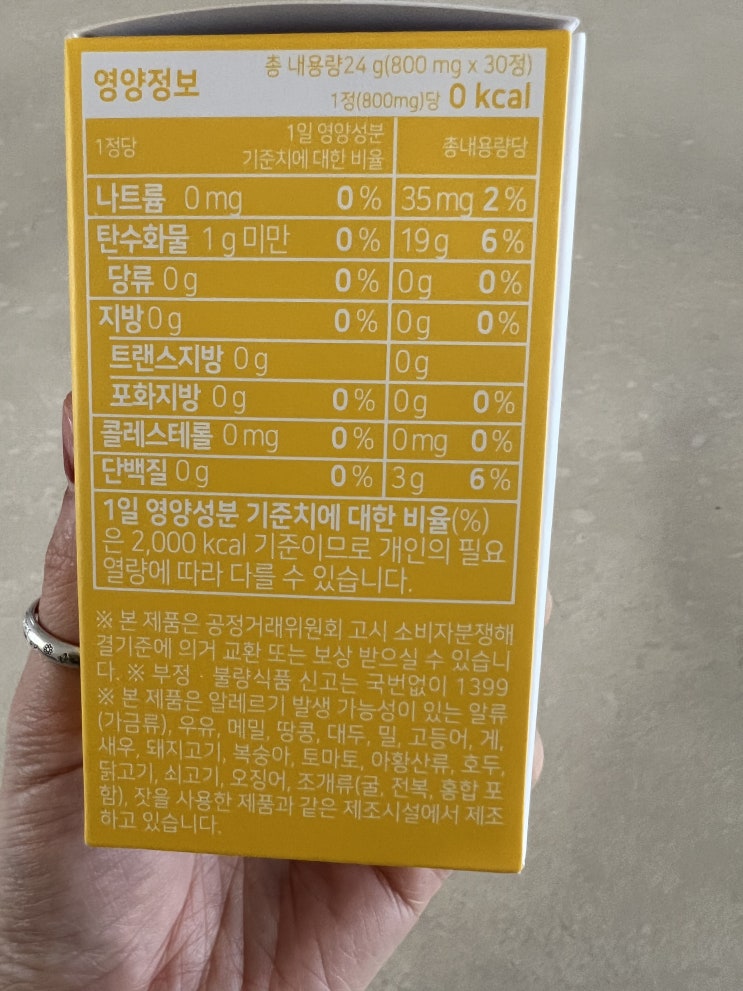 영양정보
총 내용량24 g(800 mg x 30정)
1정(800mg)당 0 kcal
1정당 1일 영양성분 기준치에 대한 비율 총내용량당
나트륨 0 mg 0 % 35 mg 2 %
탄수화물 1 g 미만 0 % 19 g 6 %
당류 0 g 0 % 0 g 0 %
지방 0 g 0 % 0 g 0 %
트랜스지방 0 g 0 g
포화지방 0 g 0 % 0 g 0 %
콜레스테롤 0 mg 0 % 0 mg 0 %
단백질 0 g 0 % 3 g 6 %
1일 영양성분 기준치에 대한 비율(%)
은 2,000 kcal 기준이므로 개인의 필요
열량에 따라 다를 수 있습니다.
※ 본 제품은 공정거래위원회 고시 소비자분쟁해
결기준에 의거 교환 또는 보상 받으실 수 있습니
다. ※ 부정 · 불량식품 신고는 국번없이 1399
※ 본 제품은 알레르기 발생 가능성이 있는 알류
(가금류), 우유, 메밀, 땅콩, 대두, 밀, 고등어, 게,
새우, 돼지고기, 복숭아, 토마토, 아황산류, 호두,
닭고기, 쇠고기, 오징어, 조개류(굴, 전복, 홍합 포
함), 잣을 사용한 제품과 같은 제조시설에서 제조
하고 있습니다.